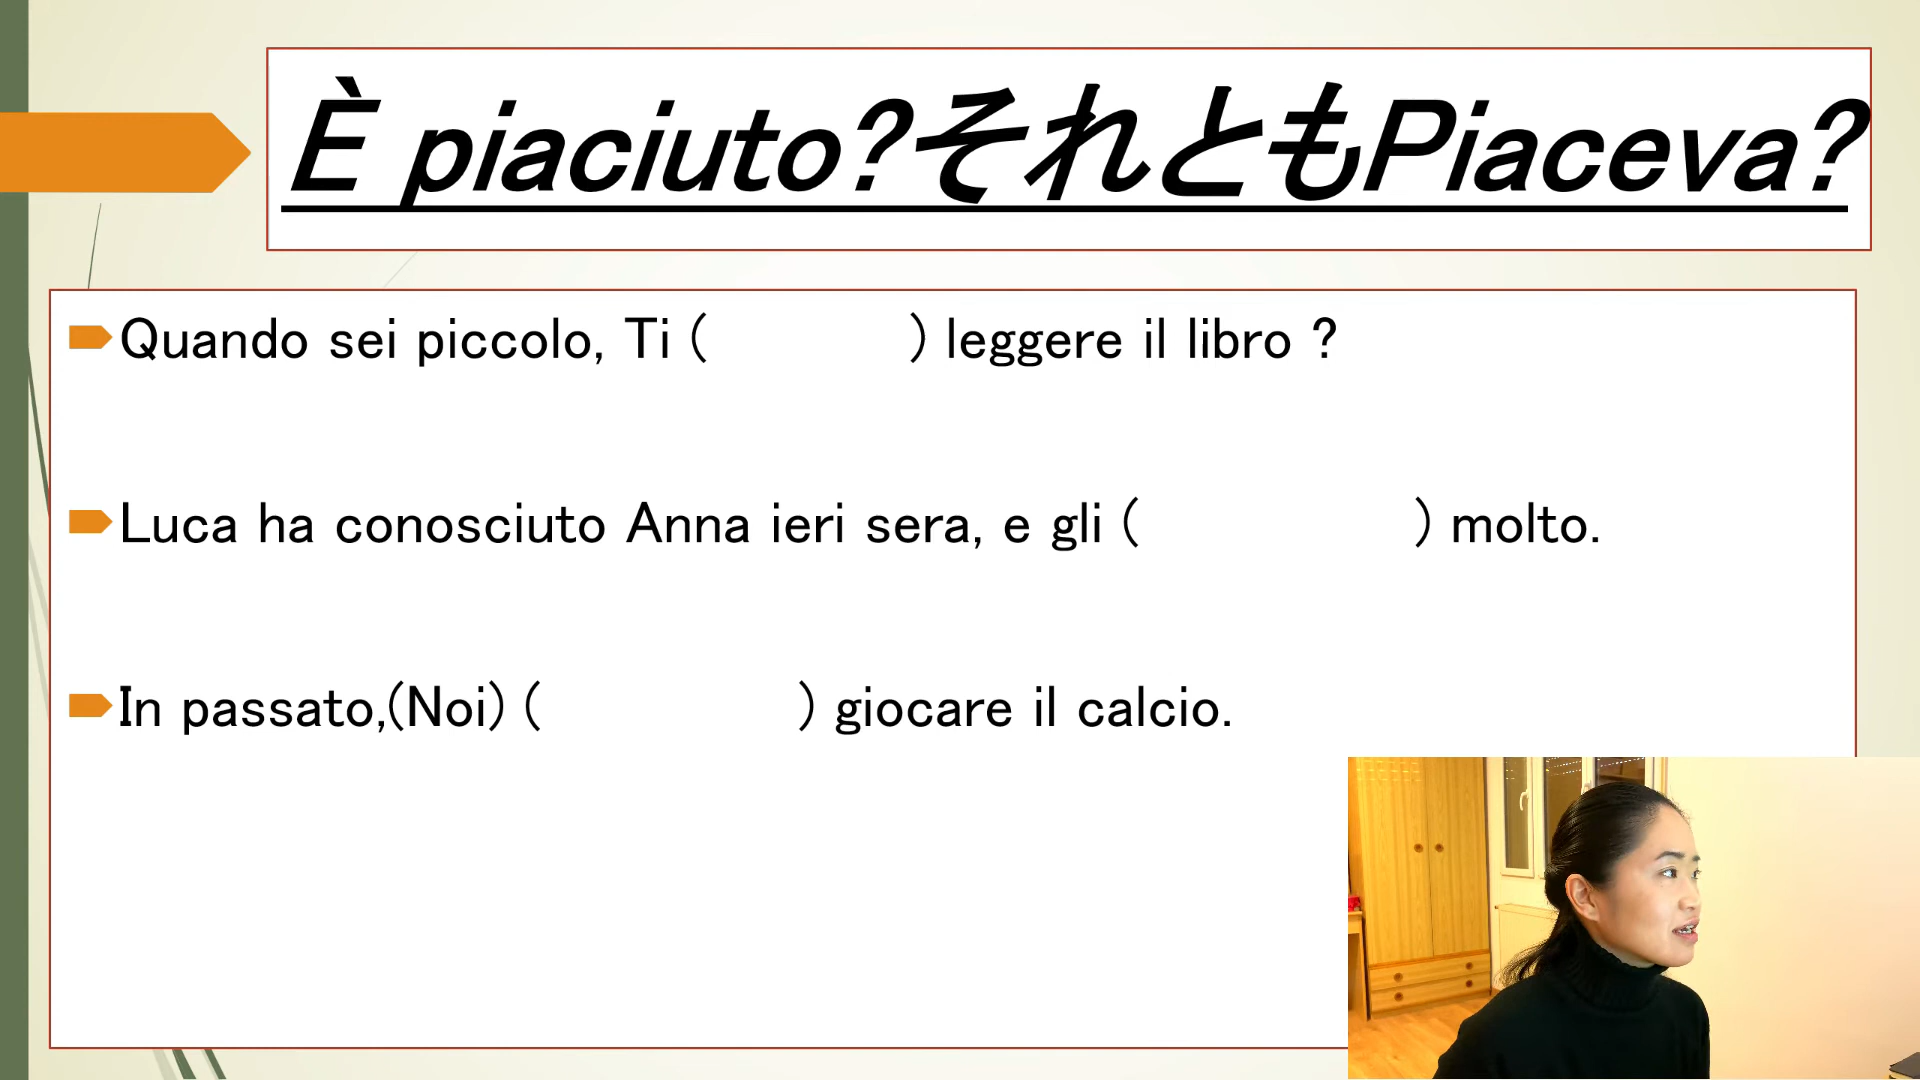 È piaciuto?それともPiaceva?
Quando sei piccolo, Ti (　　　) leggere il libro ?
Luca ha conosciuto Anna ieri sera, e gli (　　　) molto.
In passato,(Noi) (　　　) giocare il calcio.